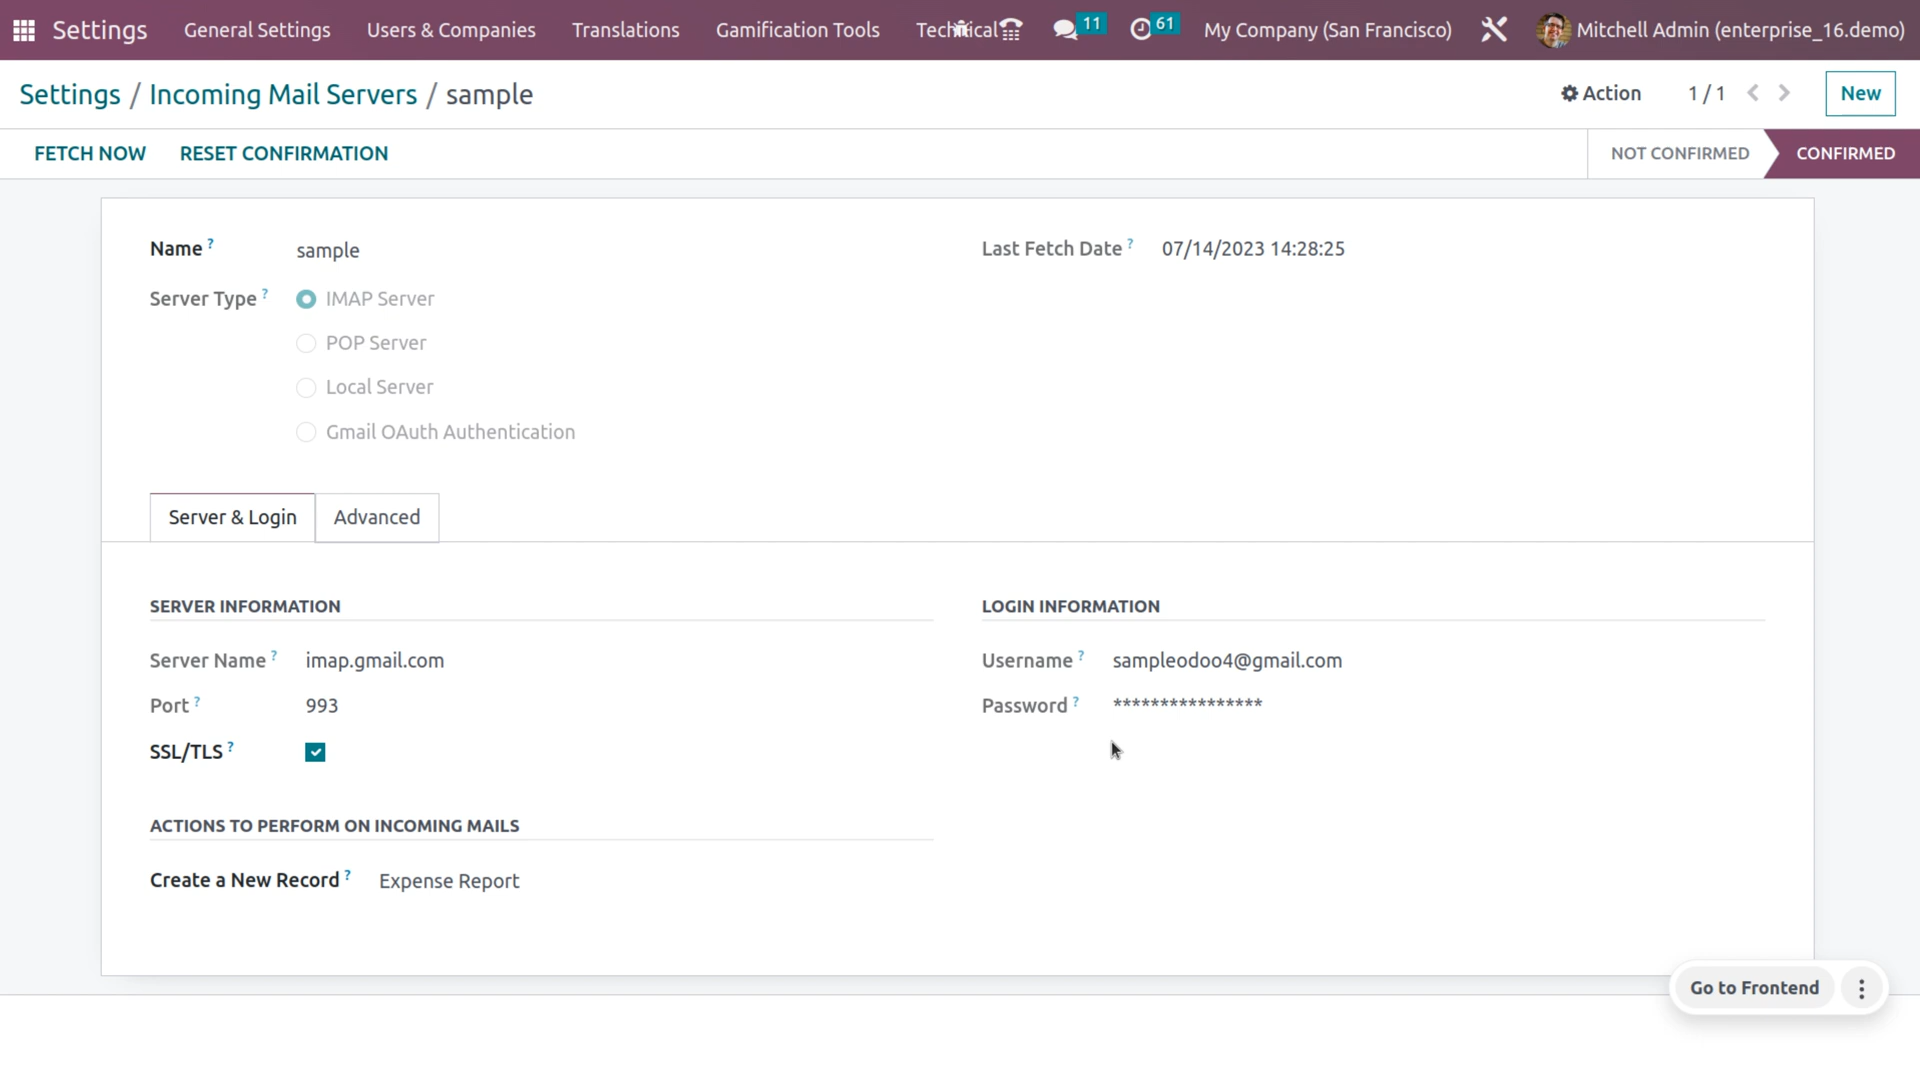 Settings General Settings Users & Companies Translations Gamification Tools Technical 11 61 My Company (San Francisco) Mitchell Admin (enterprise_16.demo)
Settings / Incoming Mail Servers / sample Action 1 / 1 New
FETCH NOW RESET CONFIRMATION NOT CONFIRMED CONFIRMED
Name ? sample Last Fetch Date ? 07/14/2023 14:28:25
Server Type ? IMAP Server
POP Server
Local Server
Gmail OAuth Authentication
Server & Login Advanced
SERVER INFORMATION LOGIN INFORMATION
Server Name ? imap.gmail.com Username ? sampleodoo4@gmail.com
Port ? 993 Password ? ****************
SSL/TLS ?
ACTIONS TO PERFORM ON INCOMING MAILS
Create a New Record ? Expense Report
Go to Frontend